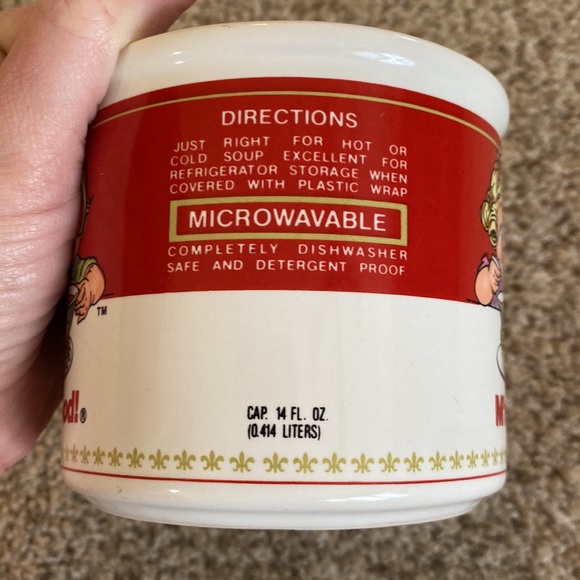 DIRECTIONS
JUST RIGHT FOR HOT OR
COLD SOUP EXCELLENT FOR
REFRIGERATOR STORAGE WHEN
COVERED WITH PLASTIC WRAP
MICROWAVABLE
COMPLETELY DISHWASHER
SAFE AND DETERGENT PROOF
TM
CAP. 14 FL. OZ.
(0.414 LITERS)